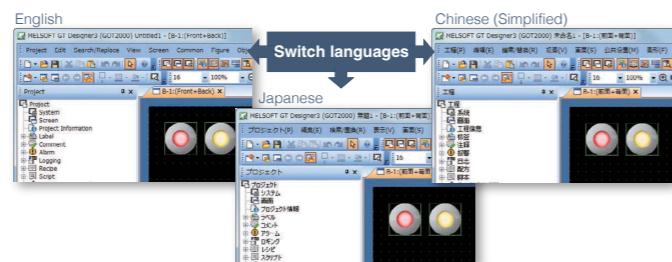 English
MELSOFT GT Designer3 (GOT2000) Untitled1 - [B-1:(Front+Back)]
Project Edit Search/Replace View Screen Common Figure
16 100%
Project
B-1:(Front+Back)
Project
System
Screen
Project Information
Label
Comment
Alarm
Logging
Recipe
Script
Switch languages
Chinese (Simplified)
MELSOFT GT Designer3 (GOT2000) 未命名1 - [B-1:(前面+背面)]
工程(P) 编辑(E) 搜索/替换(R) 视图(V) 画面(S) 公共设置(M) 图形(F)
16 100%
工程
B-1:(前面+背面)
工程
系统
画面
工程信息
标签
注释
报警
日志
配方
脚本
Japanese
MELSOFT GT Designer3 (GOT2000) 無題1 - [B-1:(前面+背面)]
プロジェクト(P) 編集(E) 検索/置換(R) 表示(V) 画面(S)
16
プロジェクト
B-1:(前面+背面)
プロジェクト
システム
画面
プロジェクト情報
ラベル
コメント
アラーム
ロギング
レシピ
スクリプト